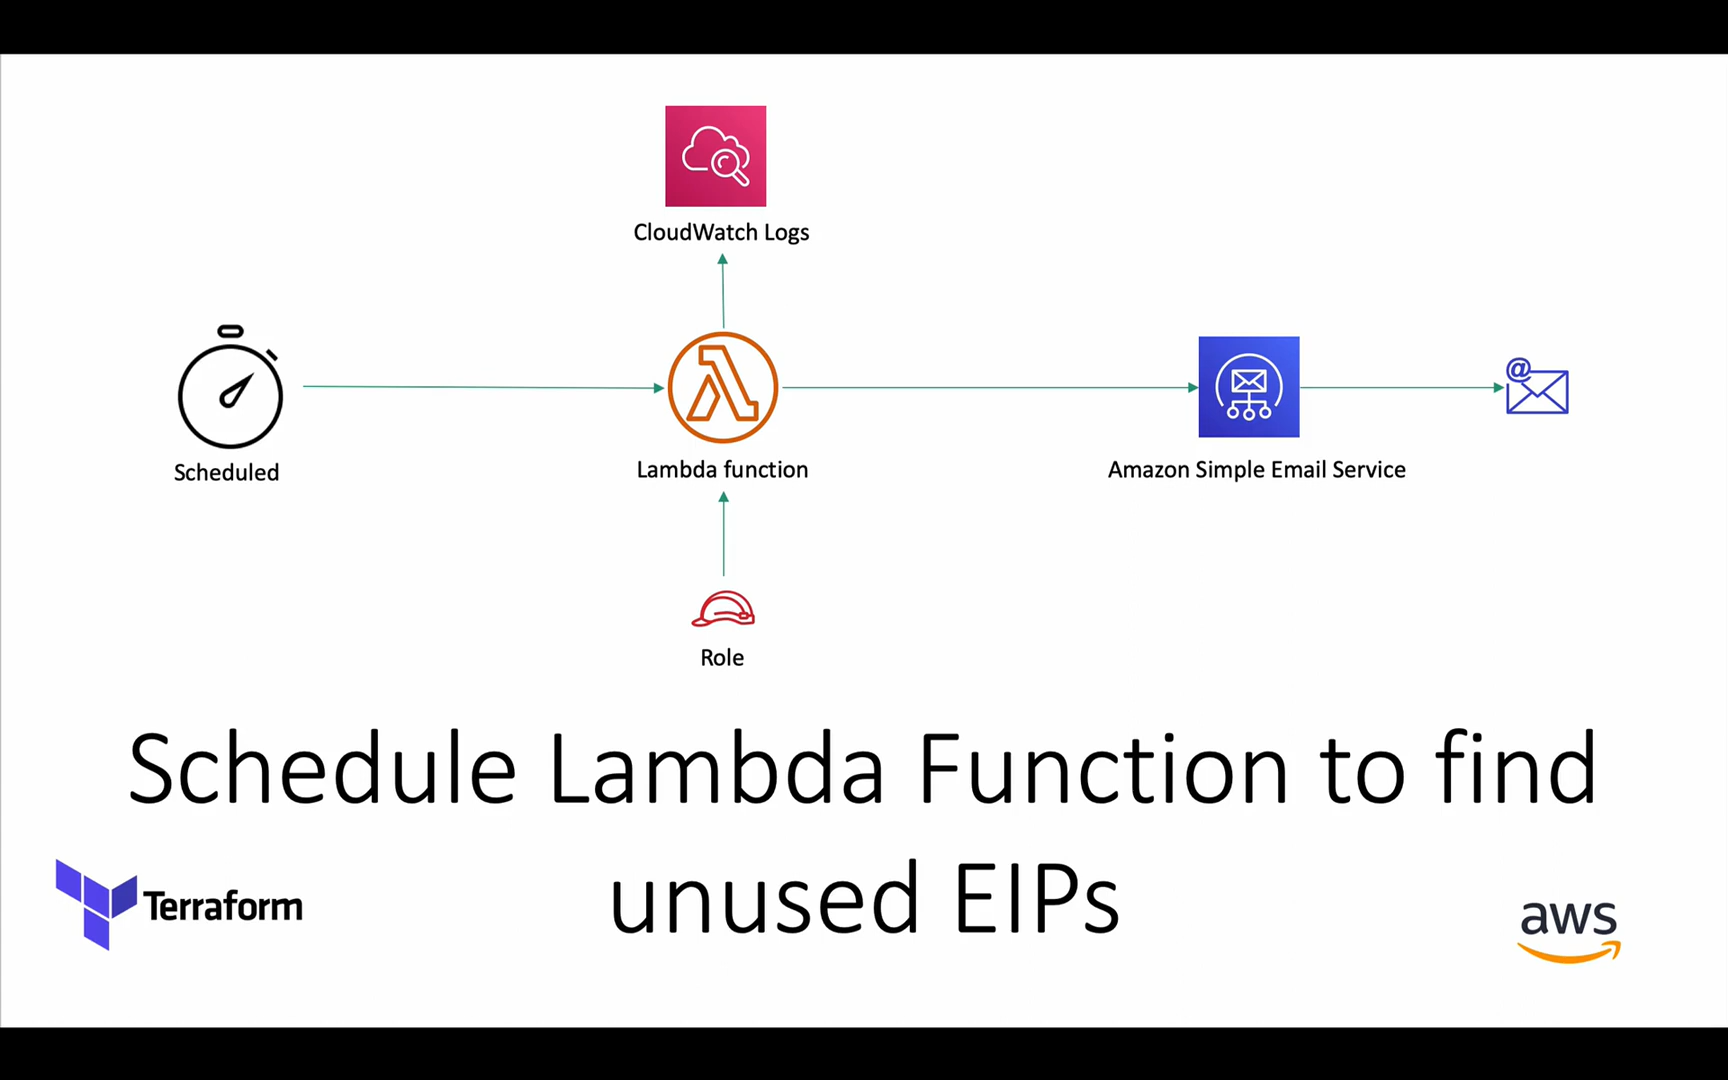 CloudWatch Logs
Scheduled
Lambda function
Amazon Simple Email Service
@
Role
Schedule Lambda Function to find
unused EIPs
Terraform
aws